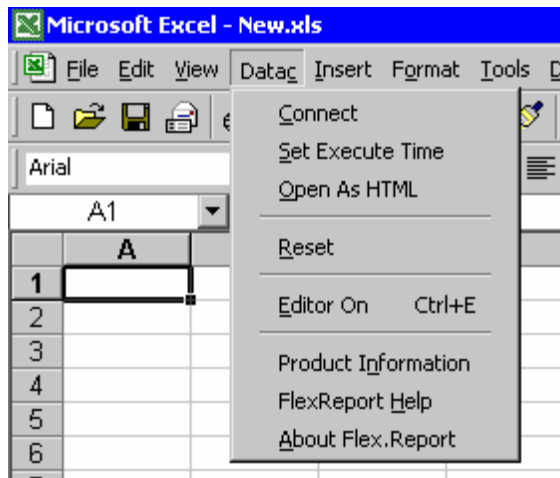 Microsoft Excel - New.xls
File Edit View Datac Insert Format Tools D
Connect
Set Execute Time
Open As HTML
Reset
Editor On Ctrl+E
Product Information
FlexReport Help
About Flex.Report
Arial
A1
A
1
2
3
4
5
6